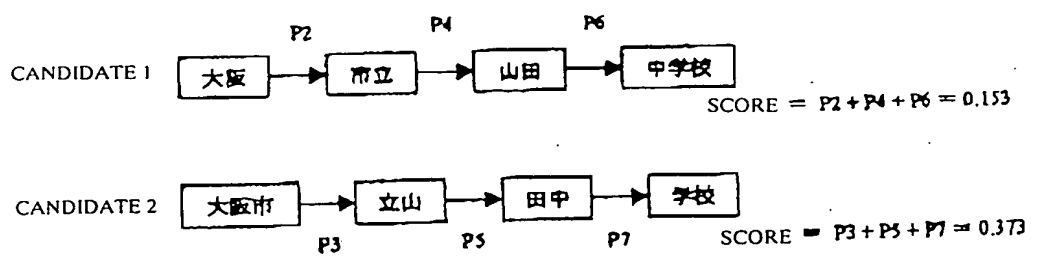 P2 P4 P6
CANDIDATE 1 大阪 市立 山田 中学校
SCORE = P2+P4+P6 = 0.153
CANDIDATE 2 大阪市 立山 田中 学校
P3 P5 P7
SCORE = P3+P5+P7 = 0.373